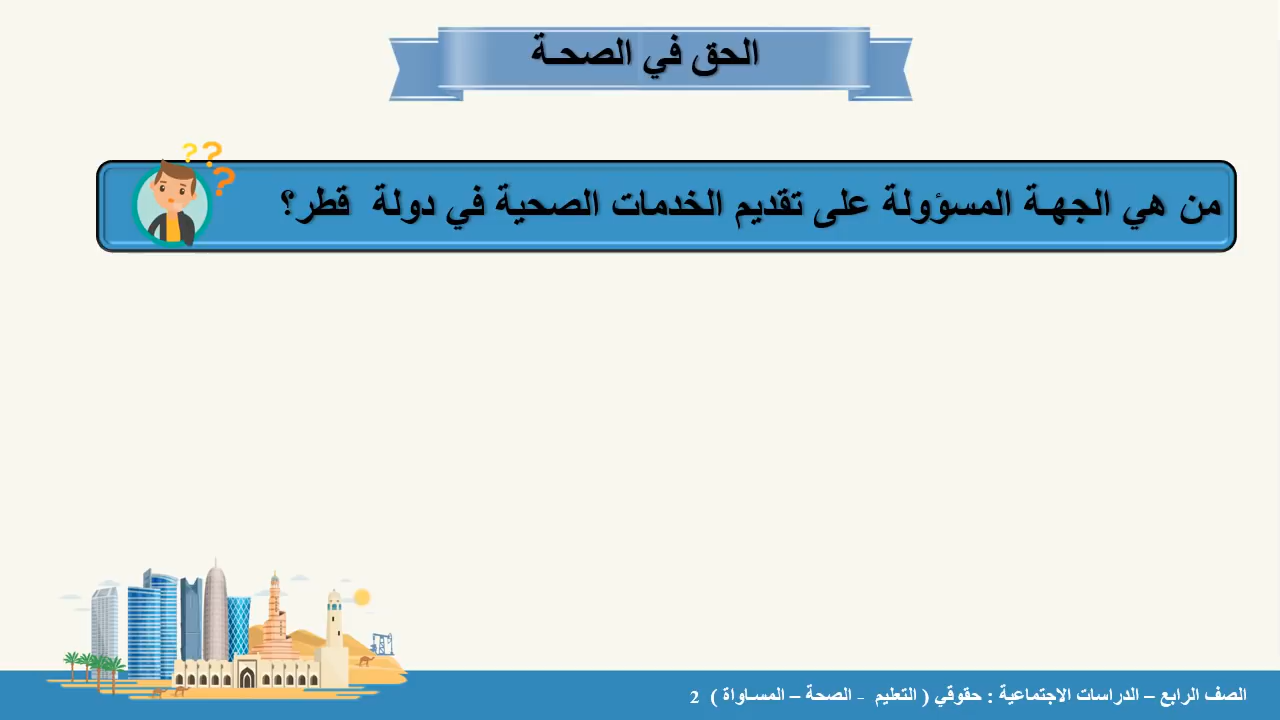 الحق في الصحـة
من هي الجهـة المسؤولة على تقديم الخدمات الصحية في دولة قطر؟
? ? ?
الصف الرابع – الدراسات الاجتماعية : حقوقي ( التعليم - الصحة – المسـاواة ) 2